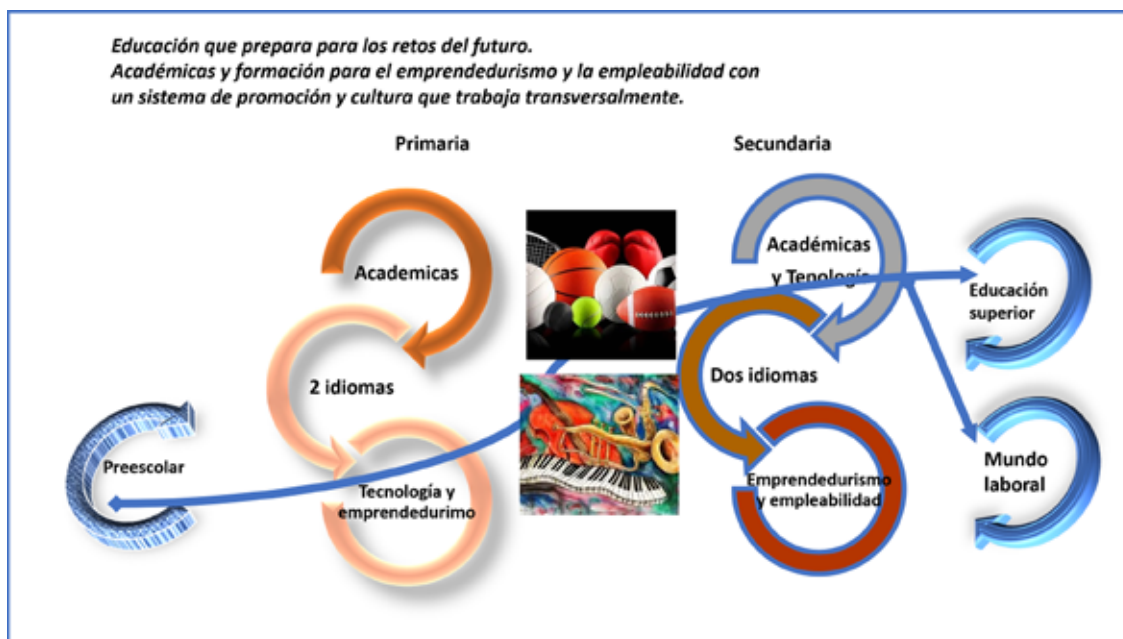 Educación que prepara para los retos del futuro.
Académicas y formación para el emprendedurismo y la empleabilidad con
un sistema de promoción y cultura que trabaja transversalmente.
Primaria
Secundaria
Academicas
2 idiomas
Tecnología y
emprendedurimo
Preescolar
Académicas
y Tenología
Dos idiomas
Emprendedurismo
y empleabilidad
Educación
superior
Mundo
laboral